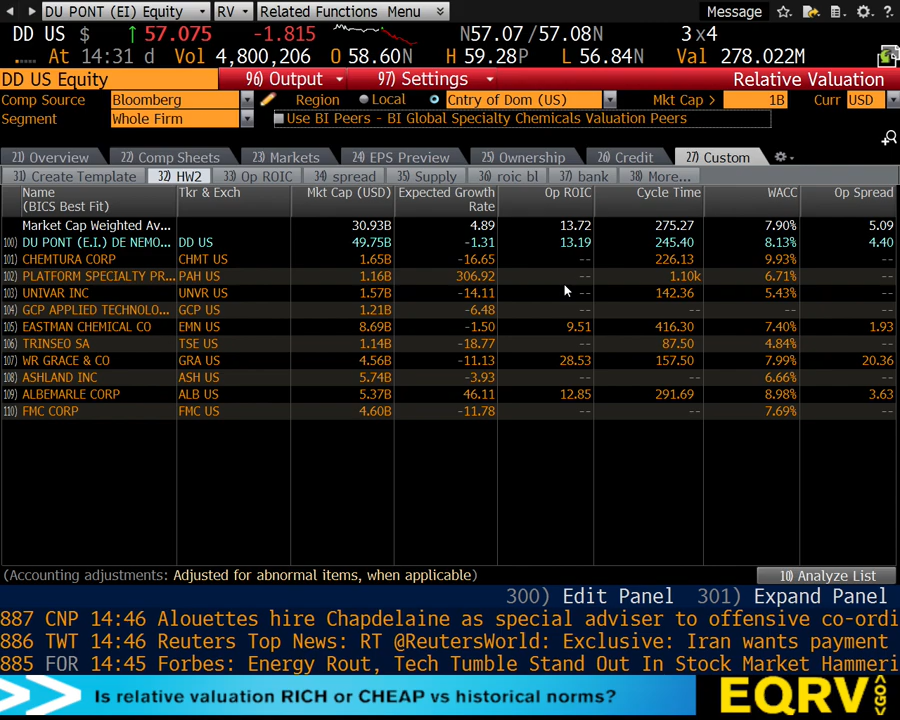 DU PONT (EI) Equity RV Related Functions Menu Message
DD US $ ↑ 57.075 -1.815 N57.07 / 57.08N 3x4
At 14:31 d Vol 4,800,206 O 58.60N H 59.28P L 56.84N Val 278.022M
DD US Equity 96) Output 97) Settings Relative Valuation
Comp Source Bloomberg Region Local Cntry of Dom (US) Mkt Cap > 1B Curr USD
Segment Whole Firm Use BI Peers - BI Global Specialty Chemicals Valuation Peers
21) Overview 22) Comp Sheets 23) Markets 24) EPS Preview 25) Ownership 26) Credit 27) Custom
31) Create Template 32) HW2 33) Op ROIC 34) spread 35) Supply 36) roic bl 37) bank 38) More...
Name Tkr & Exch Mkt Cap (USD) Expected Growth Op ROIC Cycle Time WACC Op Spread
(BICS Best Fit) Rate
Market Cap Weighted Av... 30.93B 4.89 13.72 275.27 7.90% 5.09
100) DU PONT (E.I.) DE NEMO... DD US 49.75B -1.31 13.19 245.40 8.13% 4.40
101) CHEMTURA CORP CHMT US 1.65B -16.65 -- 226.13 9.93% --
102) PLATFORM SPECIALTY PR... PAH US 1.16B 306.92 -- 1.10k 6.71% --
103) UNIVAR INC UNVR US 1.57B -14.11 -- 142.36 5.43% --
104) GCP APPLIED TECHNOLO... GCP US 1.21B -6.48 -- -- -- --
105) EASTMAN CHEMICAL CO EMN US 8.69B -1.50 9.51 416.30 7.40% 1.93
106) TRINSEO SA TSE US 1.14B -18.77 -- 87.50 4.84% --
107) WR GRACE & CO GRA US 4.56B -11.13 28.53 157.50 7.99% 20.36
108) ASHLAND INC ASH US 5.74B -3.93 -- -- 6.66% --
109) ALBEMARLE CORP ALB US 5.37B 46.11 12.85 291.69 8.98% 3.63
110) FMC CORP FMC US 4.60B -11.78 -- -- 7.69% --
(Accounting adjustments: Adjusted for abnormal items, when applicable) 10) Analyze List
300) Edit Panel 301) Expand Panel
887 CNP 14:46 Alouettes hire Chapdelaine as special adviser to offensive co-ordi
886 TWT 14:46 Reuters Top News: RT @ReutersWorld: Exclusive: Iran wants payment
885 FOR 14:45 Forbes: Energy Rout, Tech Tumble Stand Out In Stock Market Hammeri
Is relative valuation RICH or CHEAP vs historical norms? EQRV <GO>